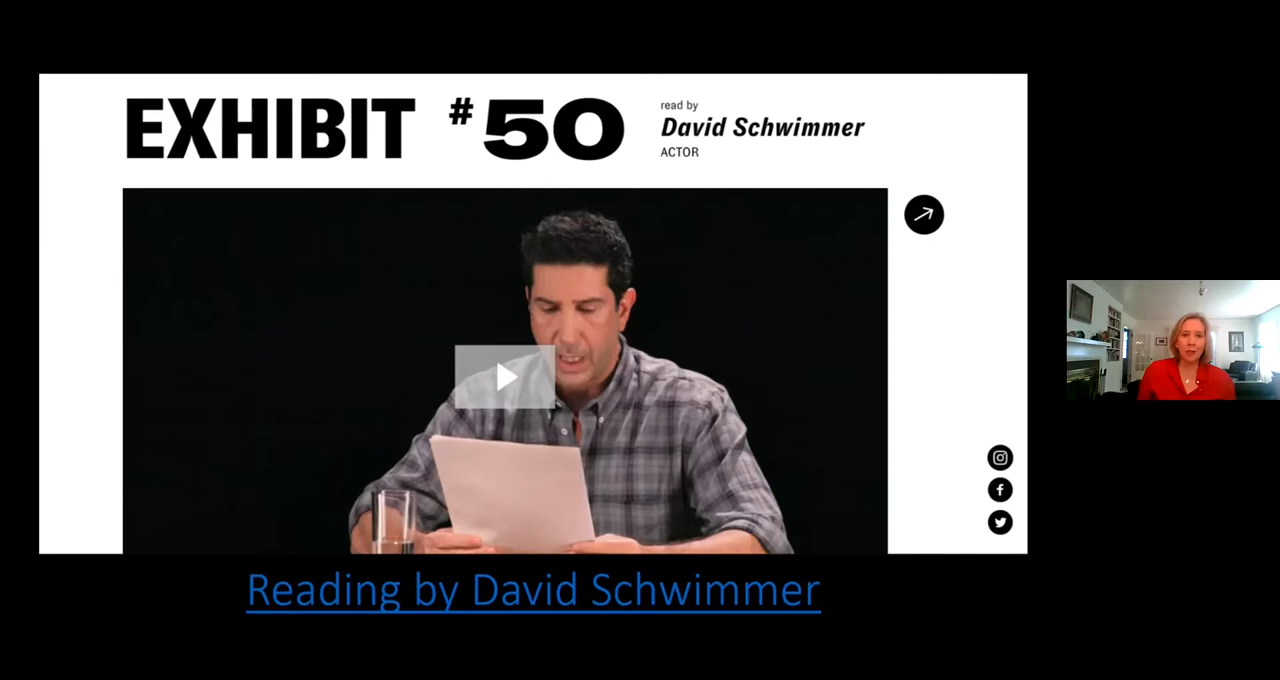 EXHIBIT #50
read by
David Schwimmer
ACTOR
Reading by David Schwimmer